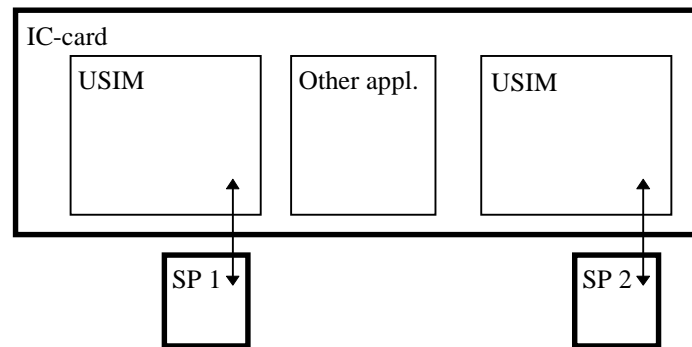 IC-card
USIM
Other appl.
USIM
SP 1
SP 2